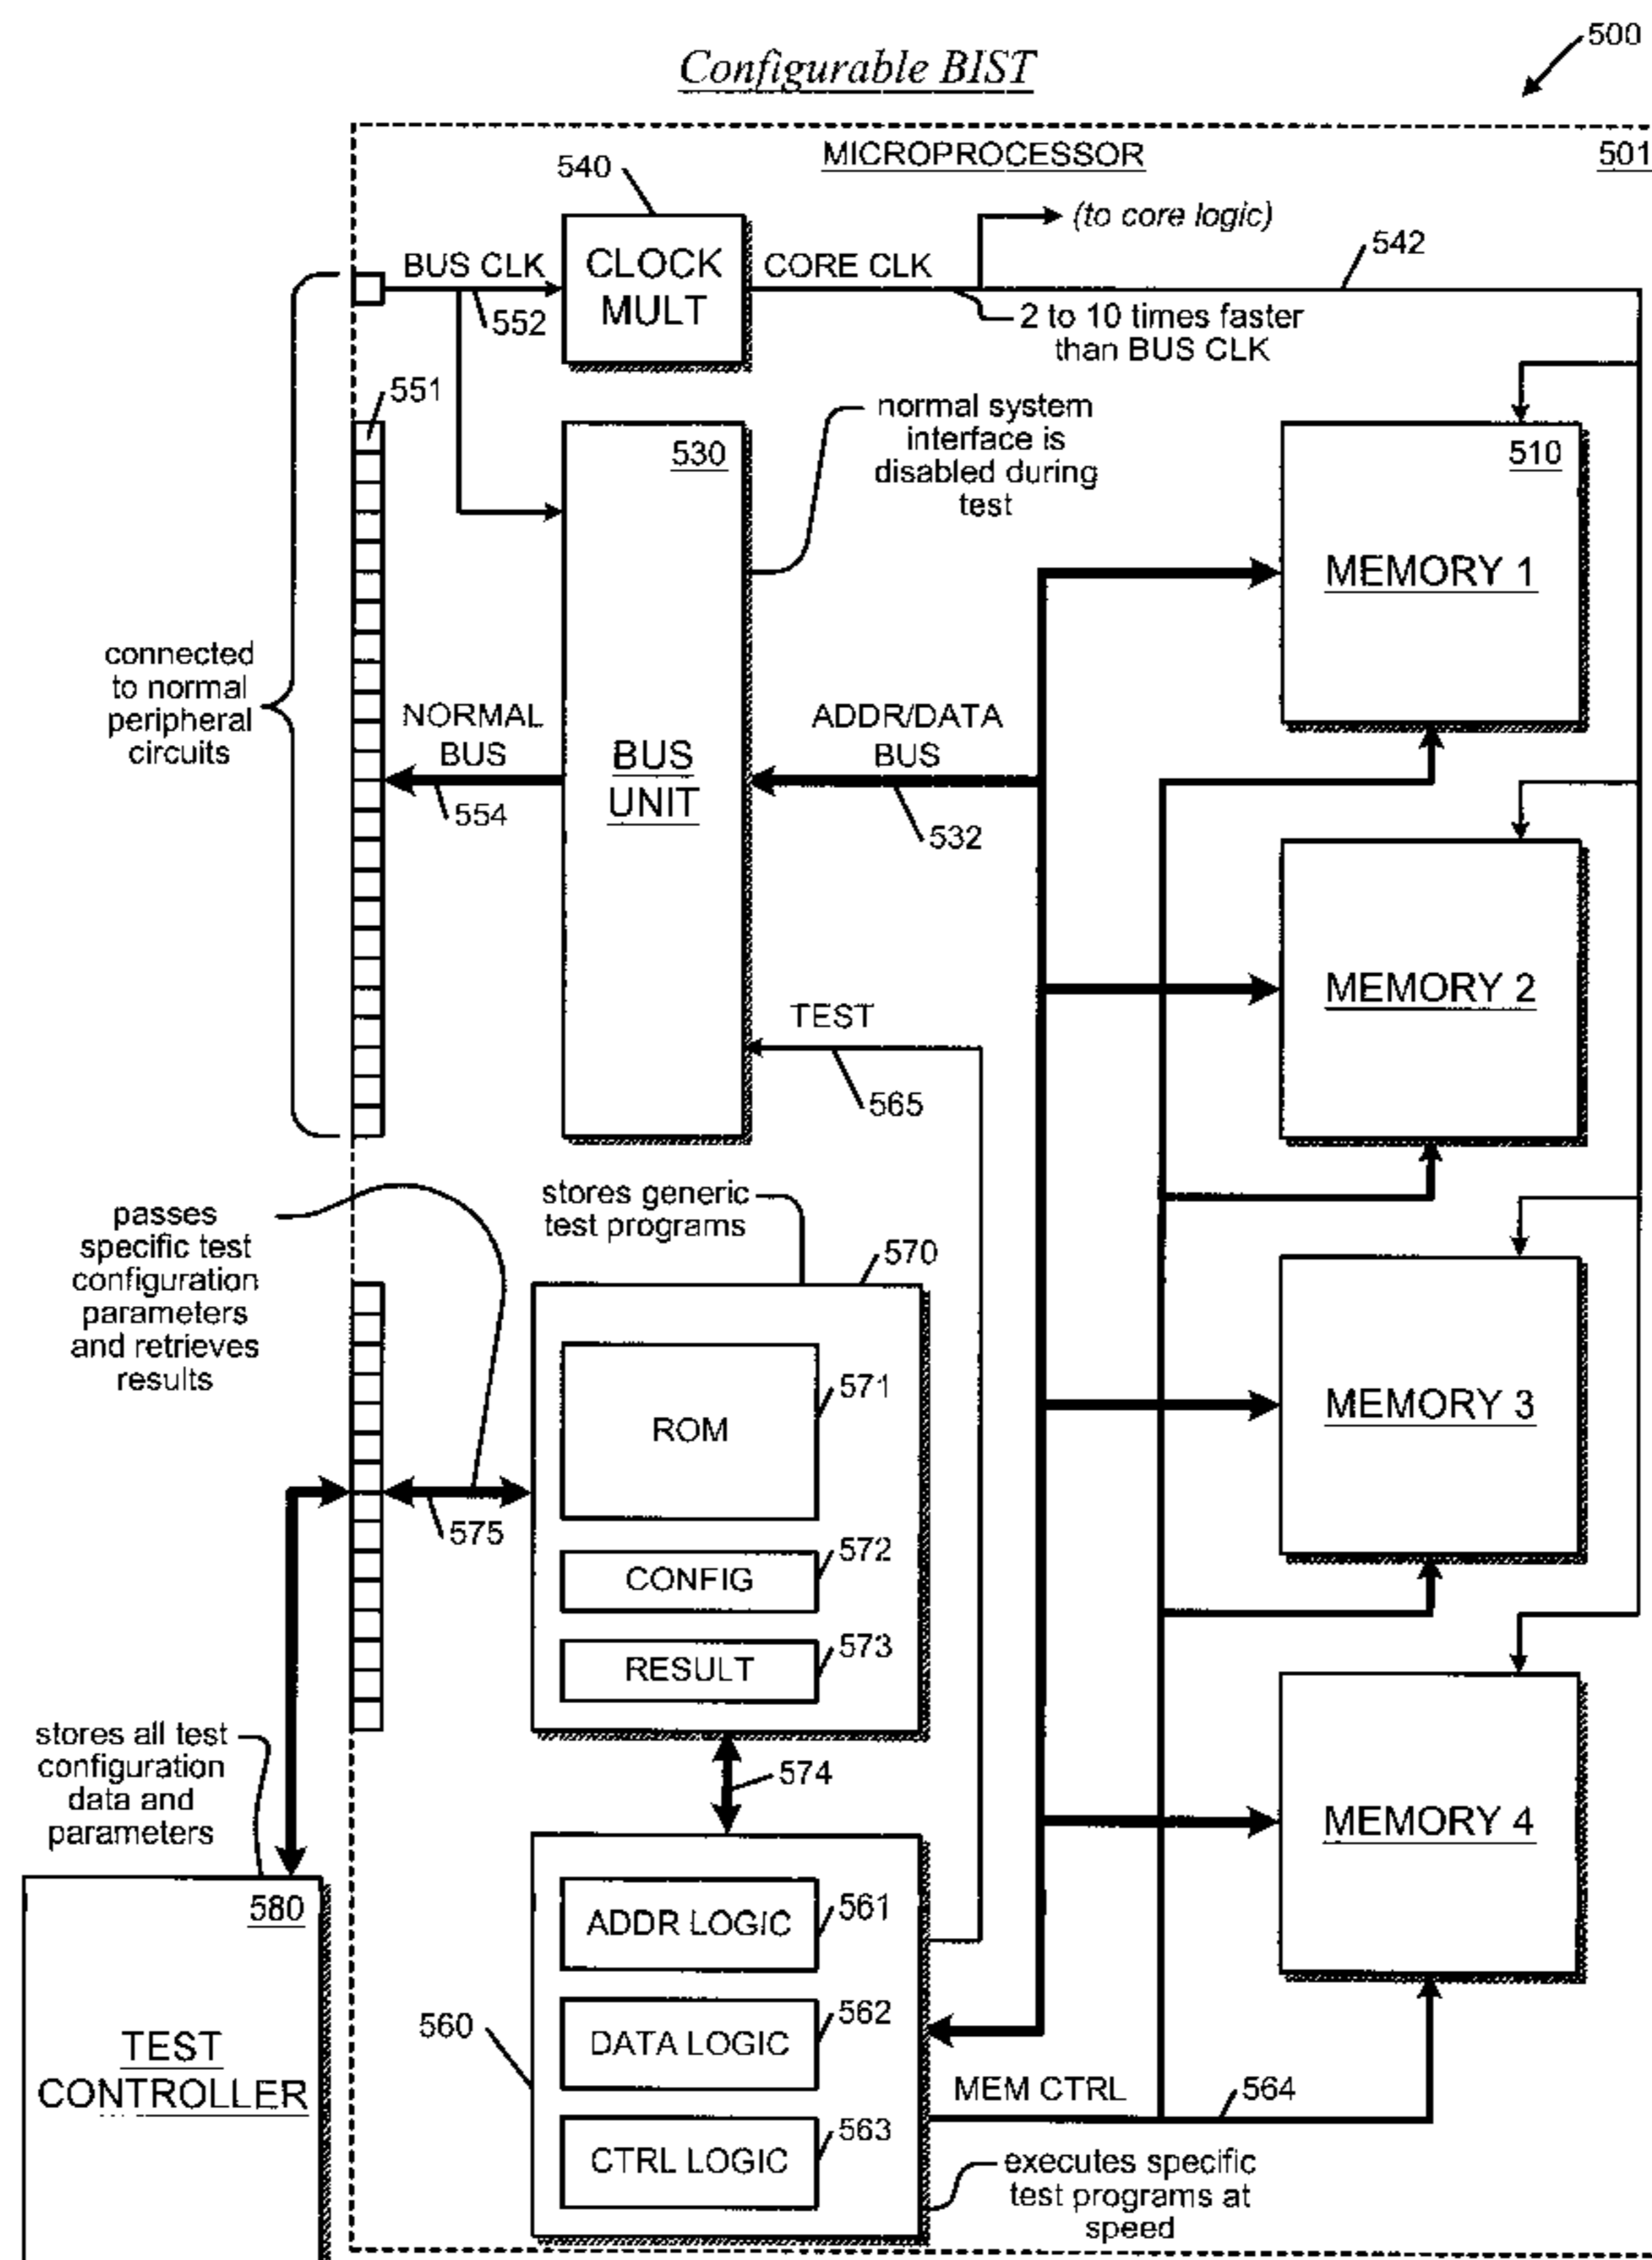 Configurable BIST
500
MICROPROCESSOR
501
540
(to core logic)
542
BUS CLK
CLOCK
MULT
CORE CLK
552
2 to 10 times faster
than BUS CLK
551
530
normal system
interface is
disabled during
test
510
MEMORY 1
connected
to normal
peripheral
circuits
NORMAL
BUS
554
BUS
UNIT
ADDR/DATA
BUS
532
MEMORY 2
TEST
565
passes
specific test
configuration
parameters
and retrieves
results
stores generic
test programs
570
ROM
571
575
CONFIG
572
RESULT
573
MEMORY 3
574
stores all test
configuration
data and
parameters
580
TEST
CONTROLLER
MEMORY 4
ADDR LOGIC
561
560
DATA LOGIC
562
CTRL LOGIC
563
MEM CTRL
564
executes specific
test programs at
speed